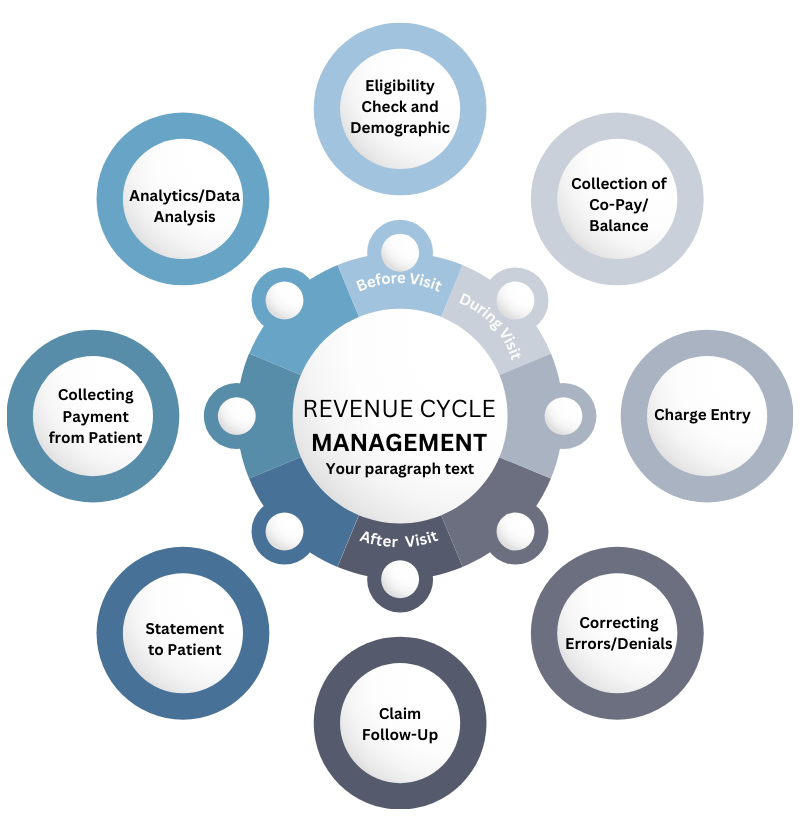 Eligibility
Check and
Demographic
Collection of
Co-Pay/
Balance
Charge Entry
Correcting
Errors/Denials
Claim
Follow-Up
Statement
to Patient
Collecting
Payment
from Patient
Analytics/Data
Analysis
Before Visit
During Visit
After Visit
REVENUE CYCLE
MANAGEMENT
Your paragraph text